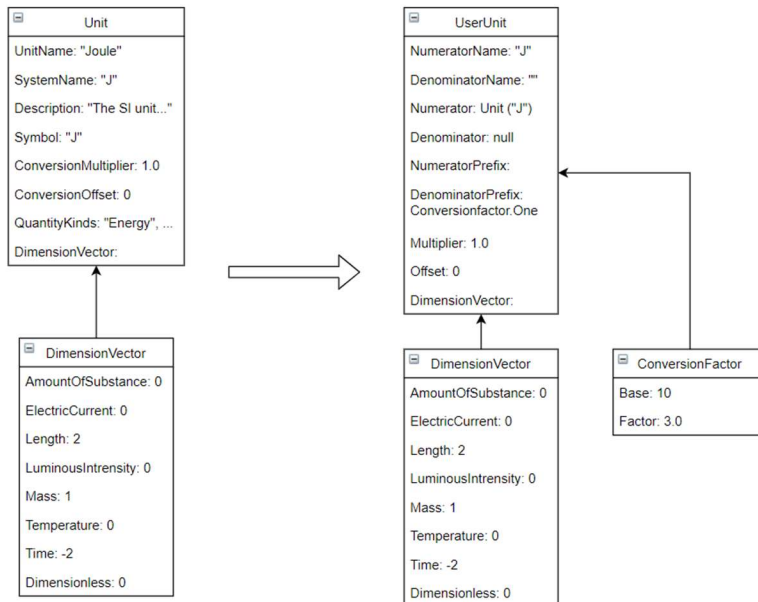 Unit
UnitName: "Joule"
SystemName: "J"
Description: "The SI unit..."
Symbol: "J"
ConversionMultiplier: 1.0
ConversionOffset: 0
QuantityKinds: "Energy", ...
DimensionVector:
DimensionVector
AmountOfSubstance: 0
ElectricCurrent: 0
Length: 2
LuminousIntrensity: 0
Mass: 1
Temperature: 0
Time: -2
Dimensionless: 0
UserUnit
NumeratorName: "J"
DenominatorName: ""
Numerator: Unit ("J")
Denominator: null
NumeratorPrefix:
DenominatorPrefix:
Conversionfactor.One
Multiplier: 1.0
Offset: 0
DimensionVector:
DimensionVector
AmountOfSubstance: 0
ElectricCurrent: 0
Length: 2
LuminousIntrensity: 0
Mass: 1
Temperature: 0
Time: -2
Dimensionless: 0
ConversionFactor
Base: 10
Factor: 3.0